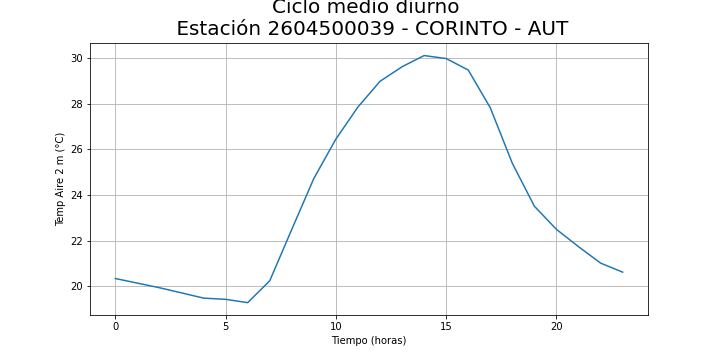 Ciclo medio diurno
Estación 2604500039 - CORINTO - AUT
30
28
26
24
22
20
Temp Aire 2 m (°C)
0 5 10 15 20
Tiempo (horas)